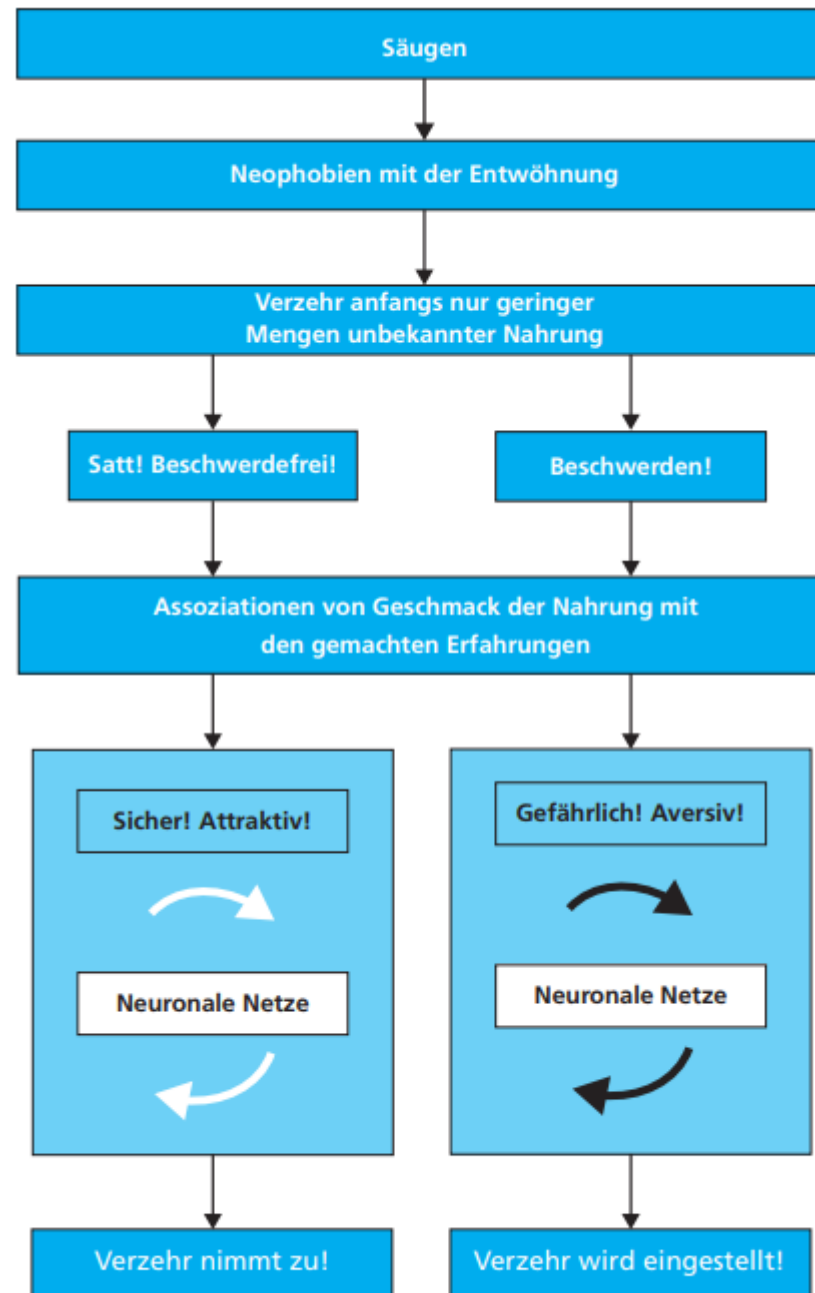 Säugen
Neophobien mit der Entwöhnung
Verzehr anfangs nur geringer
Mengen unbekannter Nahrung
Satt! Beschwerdefrei!
Beschwerden!
Assoziationen von Geschmack der Nahrung mit
den gemachten Erfahrungen
Sicher! Attraktiv!
Neuronale Netze
Verzehr nimmt zu!
Gefährlich! Aversiv!
Neuronale Netze
Verzehr wird eingestellt!